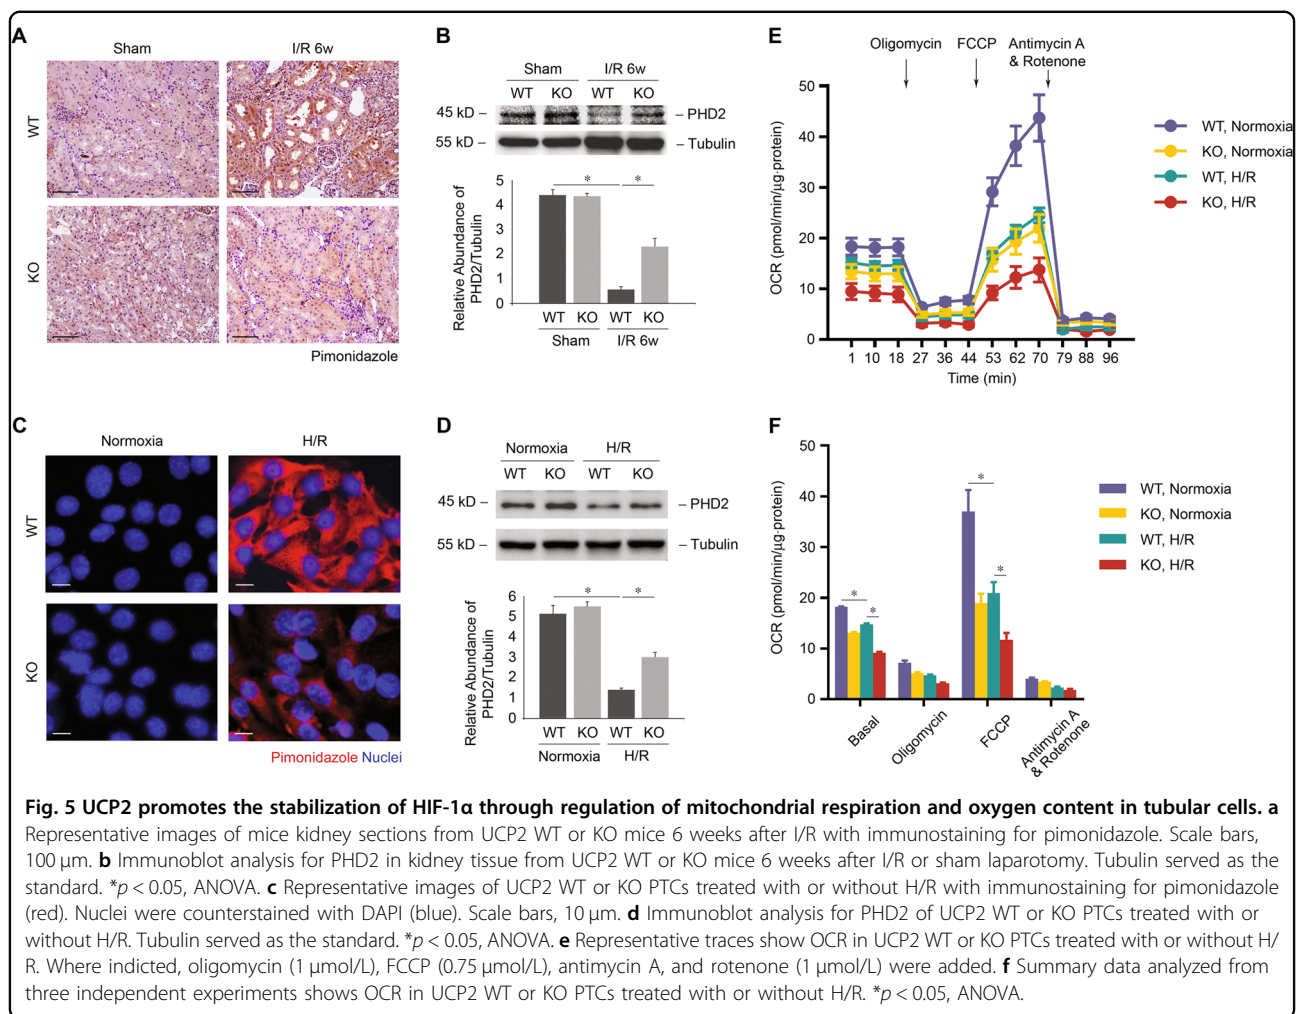 A
Sham
I/R 6w
WT
KO
Pimonidazole
B
Sham
I/R 6w
WT
KO
WT
KO
45 kD –
– PHD2
55 kD –
– Tubulin
Relative Abundance of
PHD2/Tubulin
5
4
3
2
1
0
*
*
WT
KO
WT
KO
Sham
I/R 6w
C
Normoxia
H/R
WT
KO
Pimonidazole Nuclei
D
Normoxia
H/R
WT
KO
WT
KO
45 kD –
– PHD2
55 kD –
– Tubulin
Relative Abundance of
PHD2/Tubulin
6
5
3
2
1
0
*
*
WT
KO
WT
KO
Normoxia
H/R
E
Oligomycin
FCCP
Antimycin A
& Rotenone
OCR (pmol/min/µg·protein)
50
40
30
20
10
0
1 10 18 27 36 44 53 62 70 79 88 96
Time (min)
WT, Normoxia
KO, Normoxia
WT, H/R
KO, H/R
F
OCR (pmol/min/µg·protein)
50
40
30
20
10
0
*
*
*
*
Basal
Oligomycin
FCCP
Antimycin A
& Rotenone
WT, Normoxia
KO, Normoxia
WT, H/R
KO, H/R
Fig. 5 UCP2 promotes the stabilization of HIF-1α through regulation of mitochondrial respiration and oxygen content in tubular cells. a
Representative images of mice kidney sections from UCP2 WT or KO mice 6 weeks after I/R with immunostaining for pimonidazole. Scale bars,
100 µm. b Immunoblot analysis for PHD2 in kidney tissue from UCP2 WT or KO mice 6 weeks after I/R or sham laparotomy. Tubulin served as the
standard. *p < 0.05, ANOVA. c Representative images of UCP2 WT or KO PTCs treated with or without H/R with immunostaining for pimonidazole
(red). Nuclei were counterstained with DAPI (blue). Scale bars, 10 µm. d Immunoblot analysis for PHD2 of UCP2 WT or KO PTCs treated with or
without H/R. Tubulin served as the standard. *p < 0.05, ANOVA. e Representative traces show OCR in UCP2 WT or KO PTCs treated with or without H/
R. Where indicted, oligomycin (1 µmol/L), FCCP (0.75 µmol/L), antimycin A, and rotenone (1 µmol/L) were added. f Summary data analyzed from
three independent experiments shows OCR in UCP2 WT or KO PTCs treated with or without H/R. *p < 0.05, ANOVA.